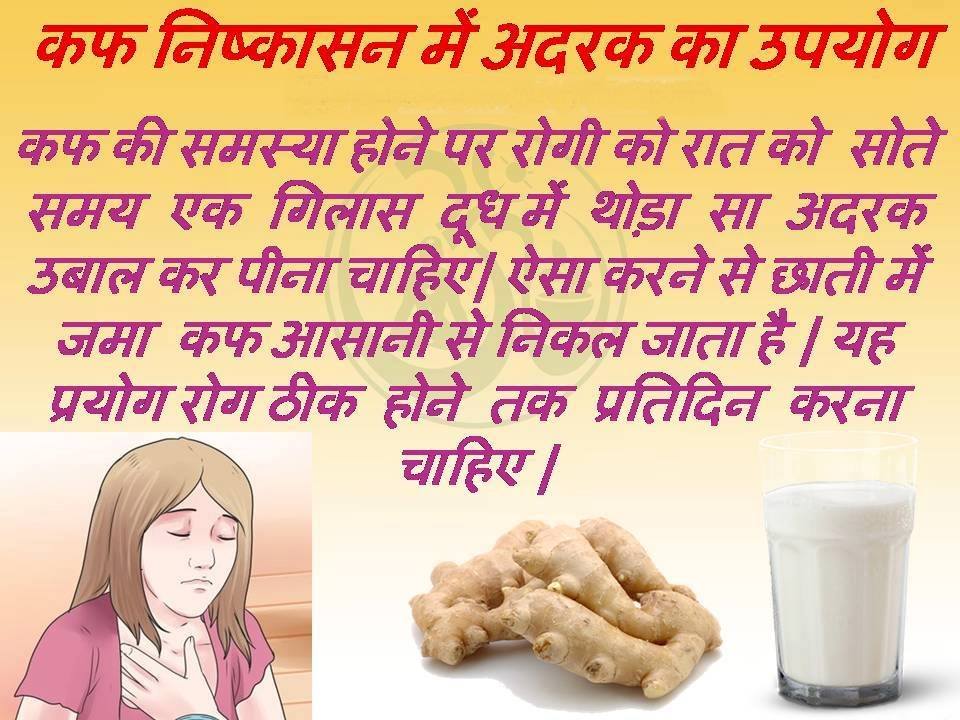 कफ निष्कासन में अदरक का उपयोग
कफ की समस्या होने पर रोगी को रात को सोते
समय एक गिलास दूध में थोड़ा सा अदरक
उबाल कर पीना चाहिए| ऐसा करने से छाती में
जमा कफ आसानी से निकल जाता है | यह
प्रयोग रोग ठीक होने तक प्रतिदिन करना
चाहिए |